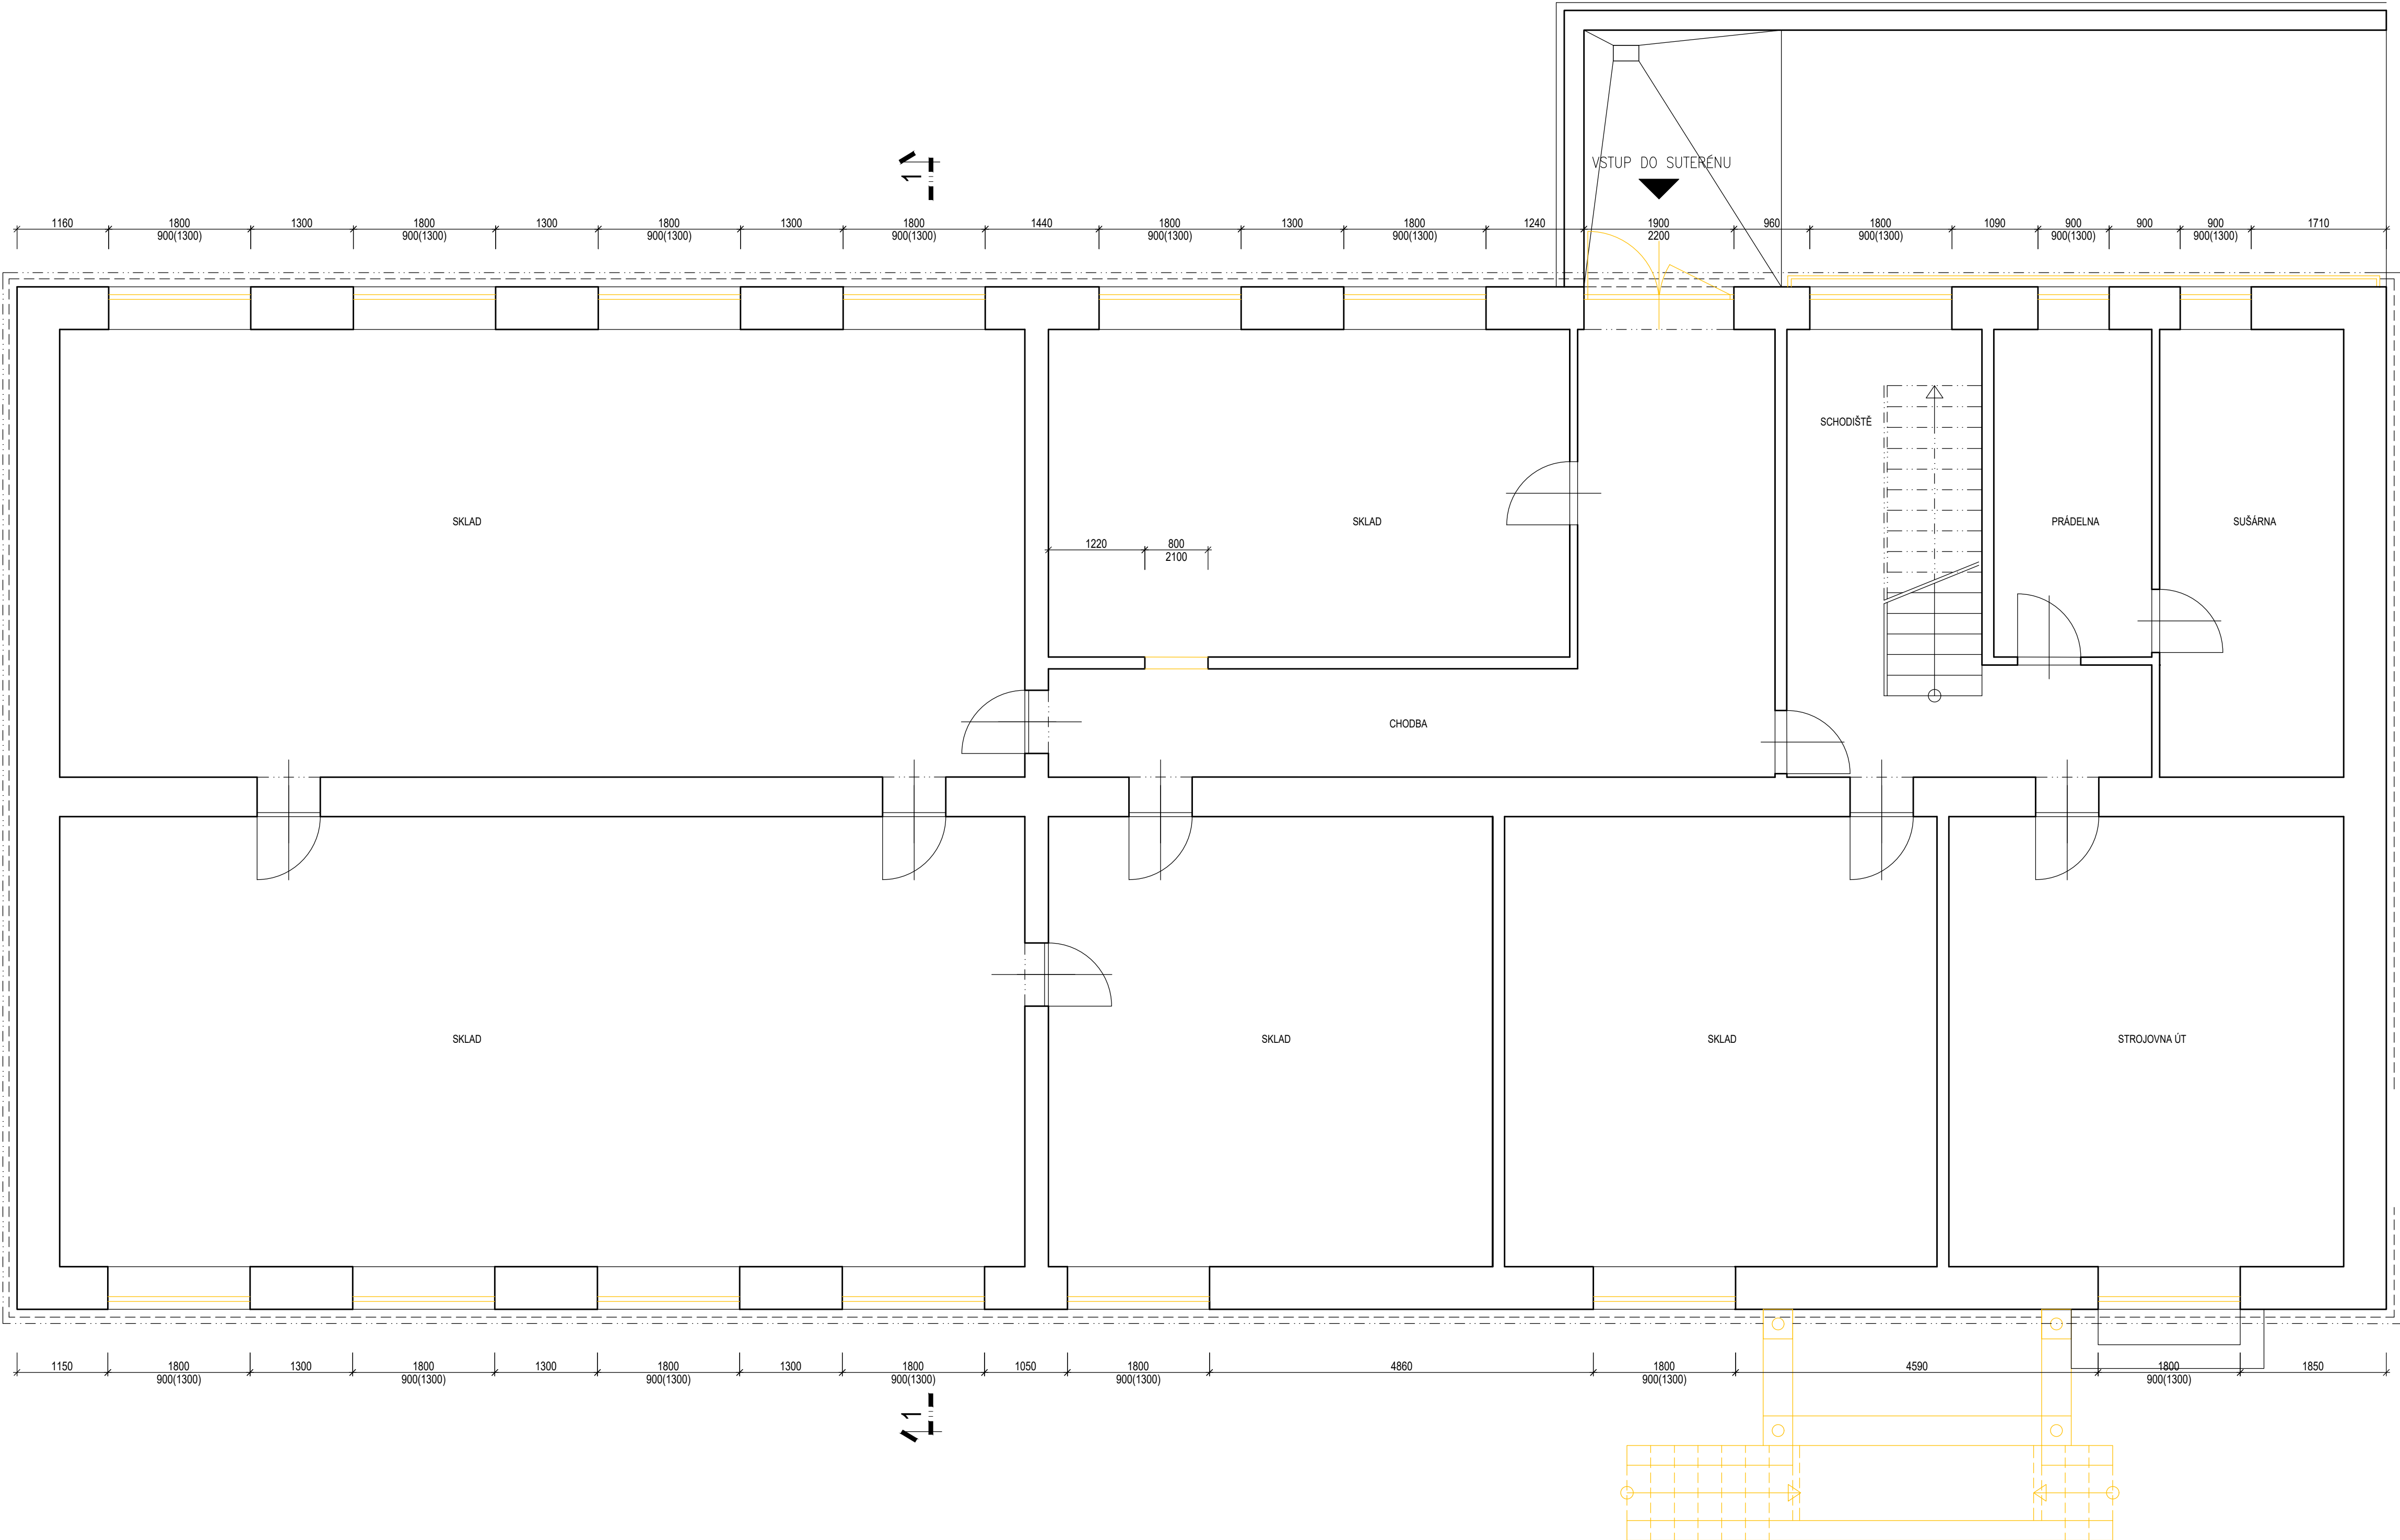 VSTUP DO SUTERÉNU
1
1160 1800 1300 1800 1300 1800 1300 1800 1440 1800 1300 1800 1240 1900 960 1800 1090 900 900 900 1710
900(1300) 900(1300) 900(1300) 900(1300) 900(1300) 900(1300) 2200 900(1300) 900(1300) 900(1300)
SCHODIŠTĚ
SKLAD SKLAD PRÁDELNA SUŠÁRNA
1220 800
2100
CHODBA
SKLAD SKLAD SKLAD STROJOVNA ÚT
1150 1800 1300 1800 1300 1800 1300 1800 1050 1800 4860 1800 4590 1800 1850
900(1300) 900(1300) 900(1300) 900(1300) 900(1300) 900(1300) 900(1300)
1